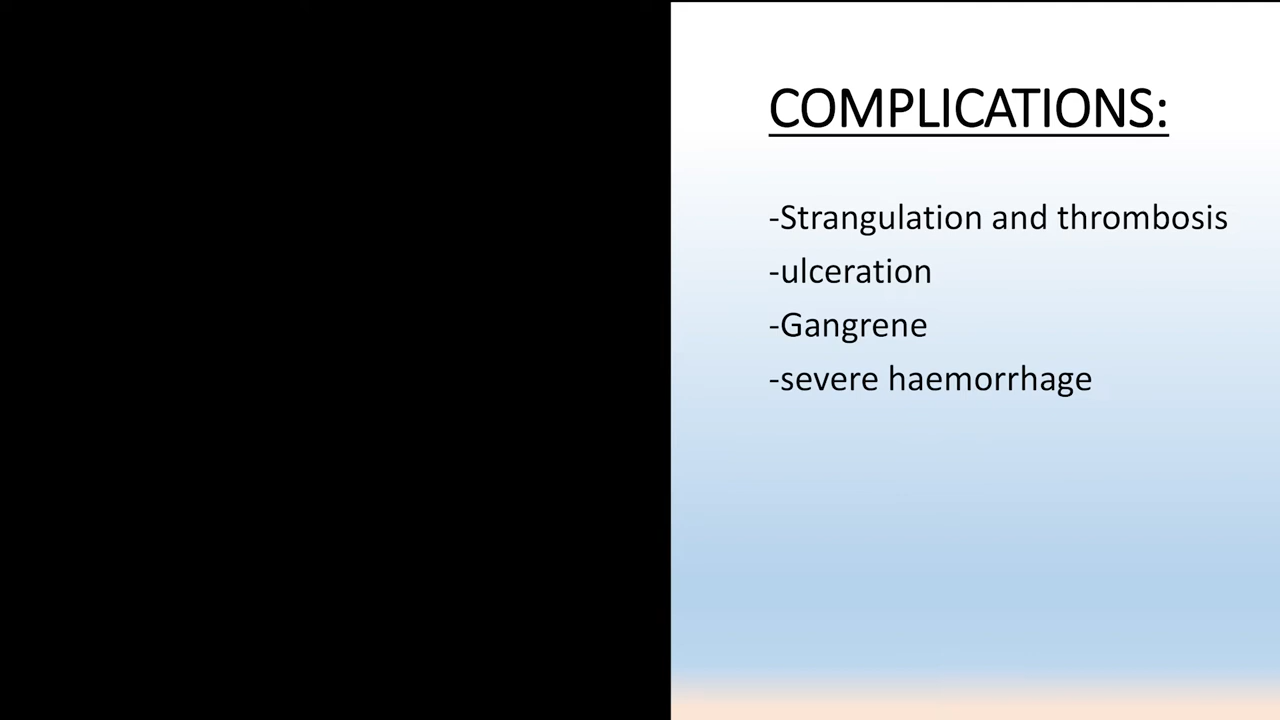 COMPLICATIONS:
-Strangulation and thrombosis
-ulceration
-Gangrene
-severe haemorrhage